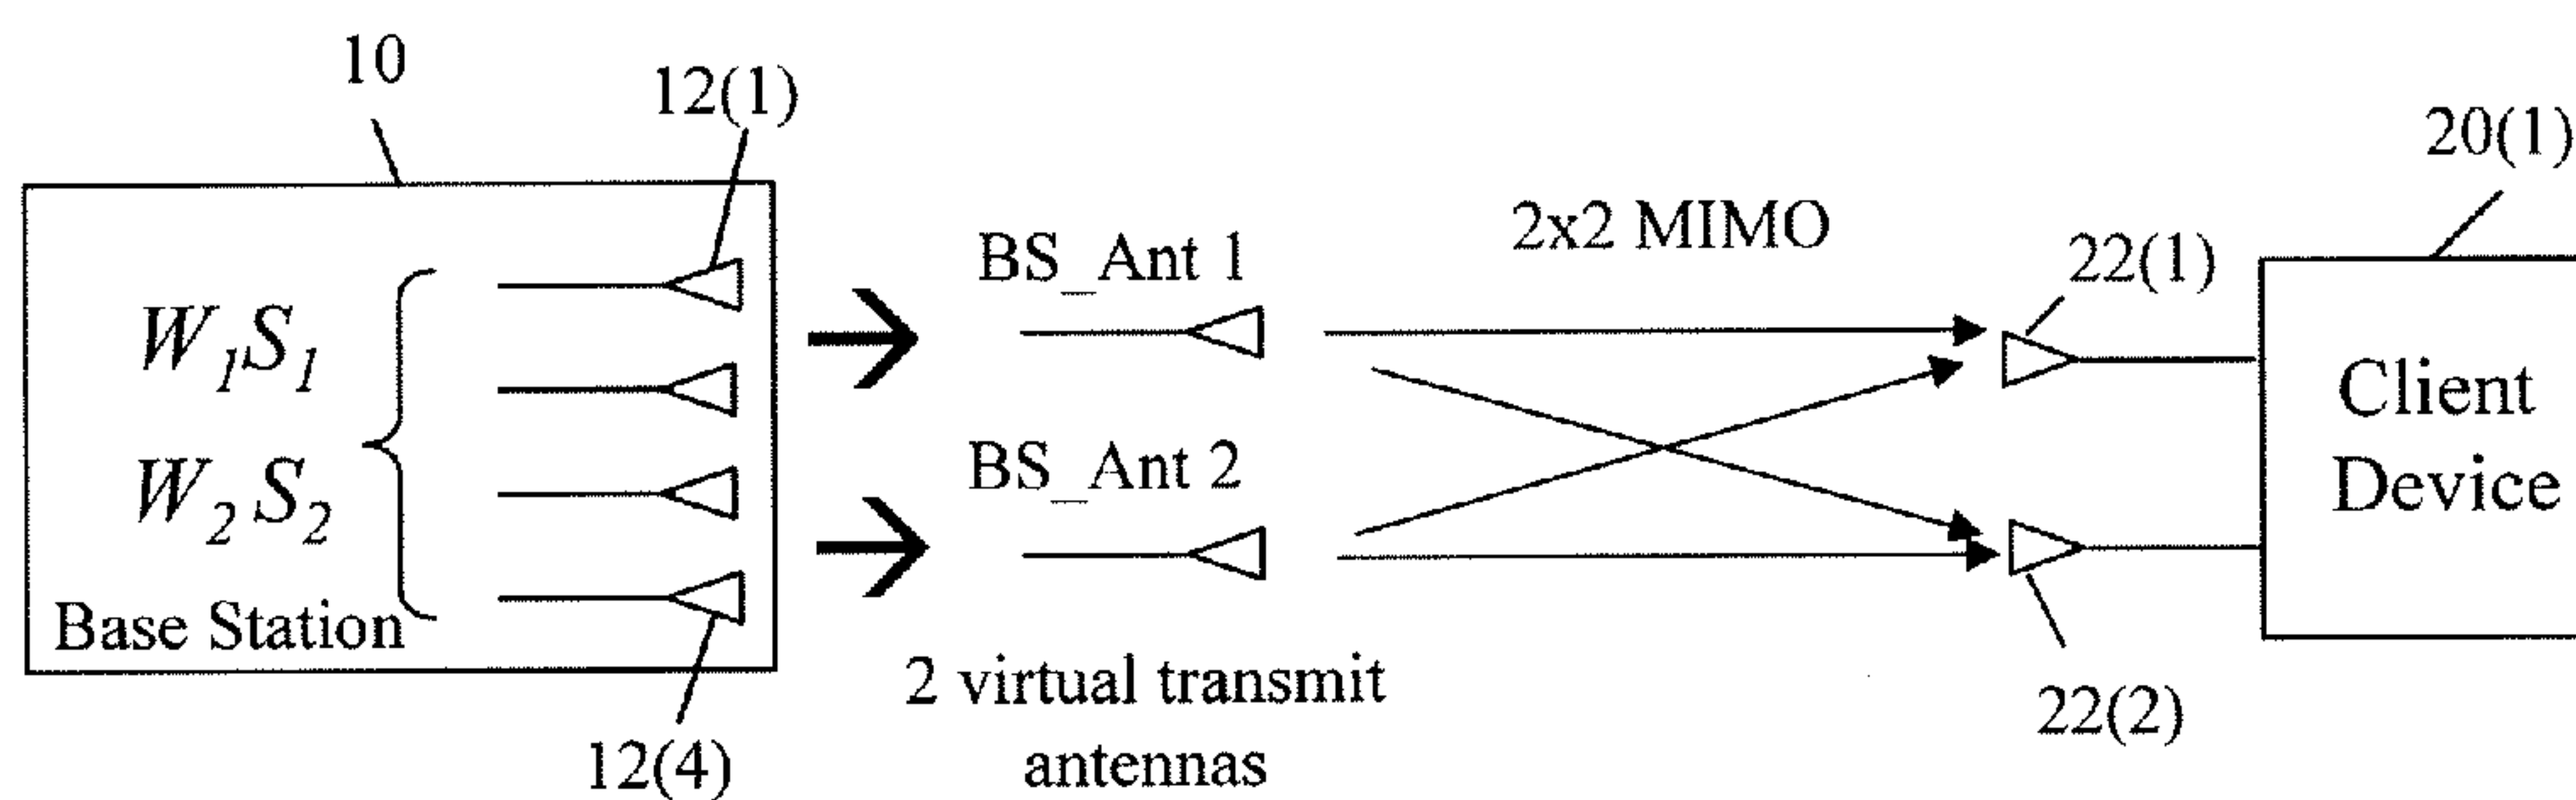 10
12(1)
W1S1
W2S2
Base Station
12(4)
BS_Ant 1
BS_Ant 2
2 virtual transmit
antennas
2x2 MIMO
22(1)
22(2)
20(1)
Client
Device